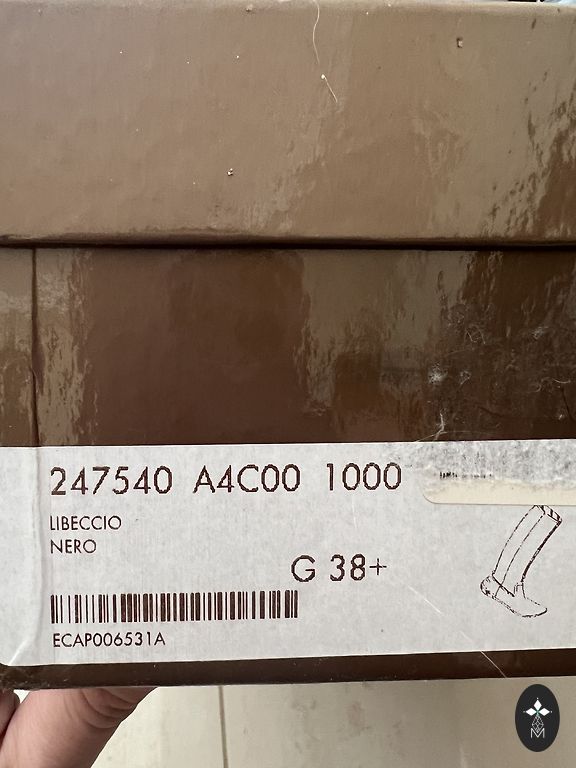 247540 A4C00 1000
LIBECCIO
NERO
G 38+
ECAP006531A
M